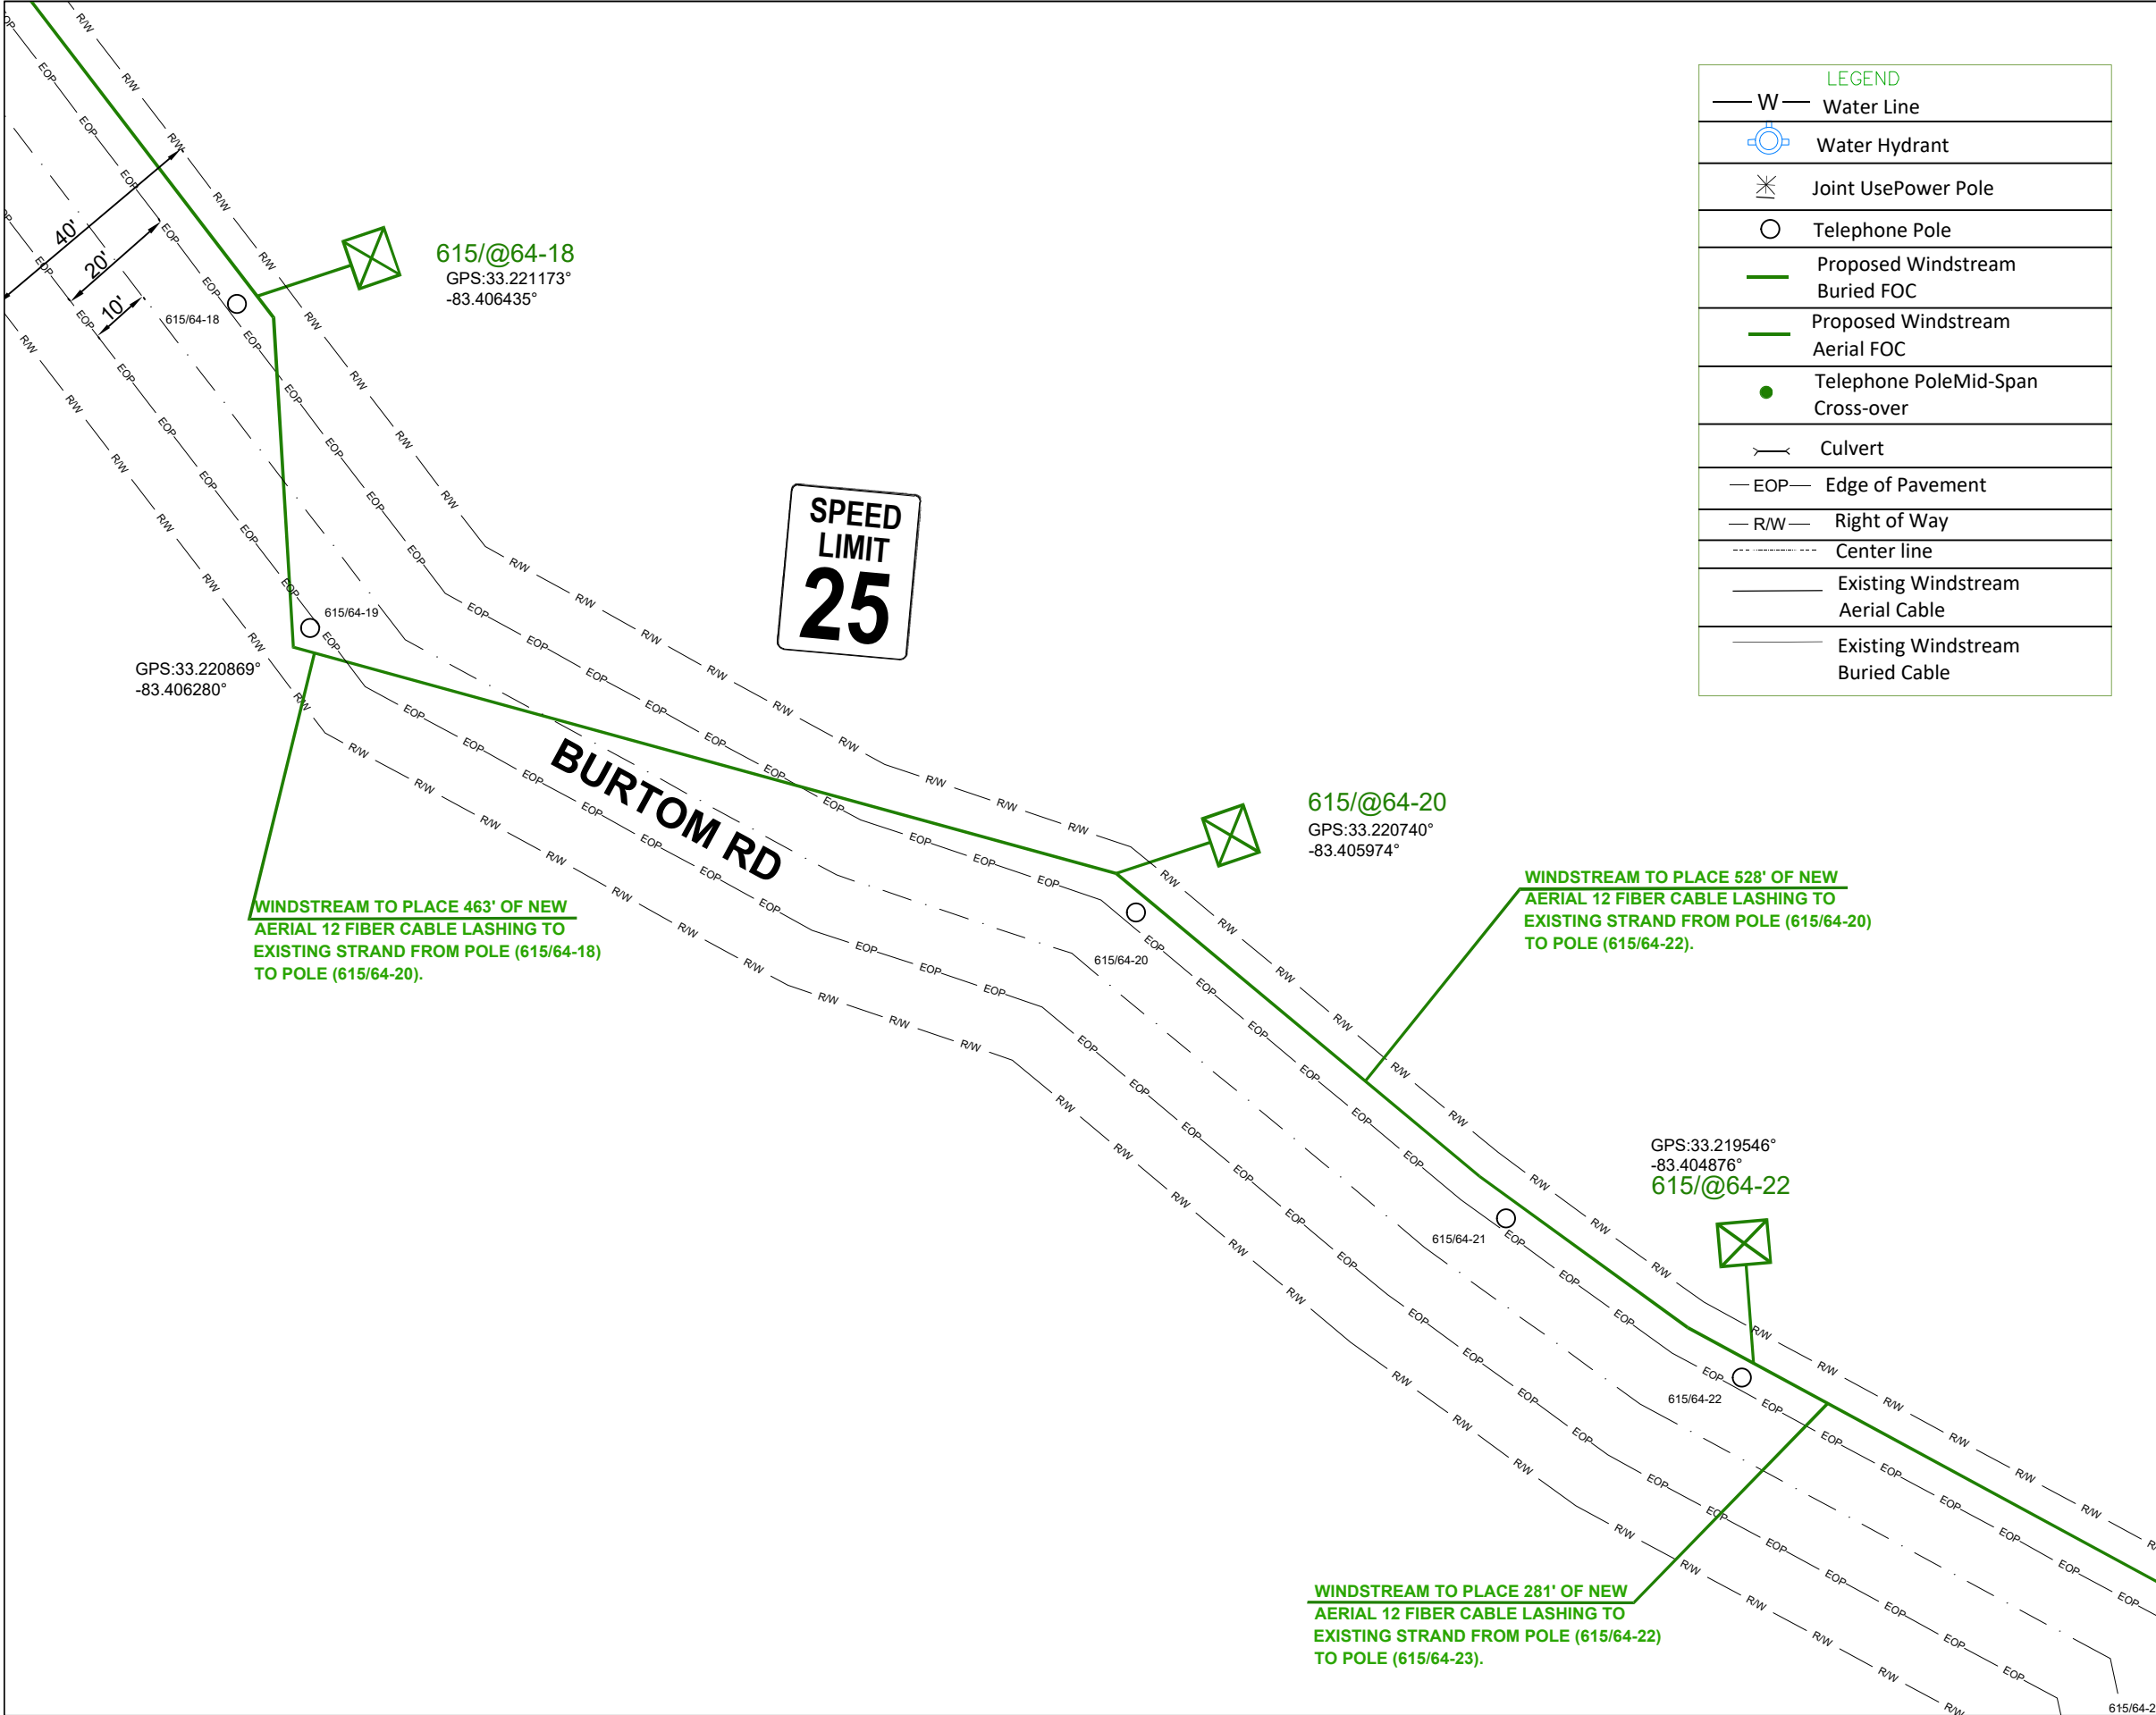 LEGEND
W Water Line
Water Hydrant
Joint UsePower Pole
Telephone Pole
Proposed Windstream
Buried FOC
Proposed Windstream
Aerial FOC
Telephone PoleMid-Span
Cross-over
Culvert
EOP Edge of Pavement
R/W Right of Way
Center line
Existing Windstream
Aerial Cable
Existing Windstream
Buried Cable
40'
20'
10'
615/@64-18
GPS:33.221173°
-83.406435°
615/64-18
SPEED
LIMIT
25
615/64-19
GPS:33.220869°
-83.406280°
BURTOM RD
615/@64-20
GPS:33.220740°
-83.405974°
WINDSTREAM TO PLACE 463' OF NEW
AERIAL 12 FIBER CABLE LASHING TO
EXISTING STRAND FROM POLE (615/64-18)
TO POLE (615/64-20).
WINDSTREAM TO PLACE 528' OF NEW
AERIAL 12 FIBER CABLE LASHING TO
EXISTING STRAND FROM POLE (615/64-20)
TO POLE (615/64-22).
615/64-20
GPS:33.219546°
-83.404876°
615/@64-22
615/64-21
615/64-22
WINDSTREAM TO PLACE 281' OF NEW
AERIAL 12 FIBER CABLE LASHING TO
EXISTING STRAND FROM POLE (615/64-22)
TO POLE (615/64-23).
615/64-2
EOP
R/W